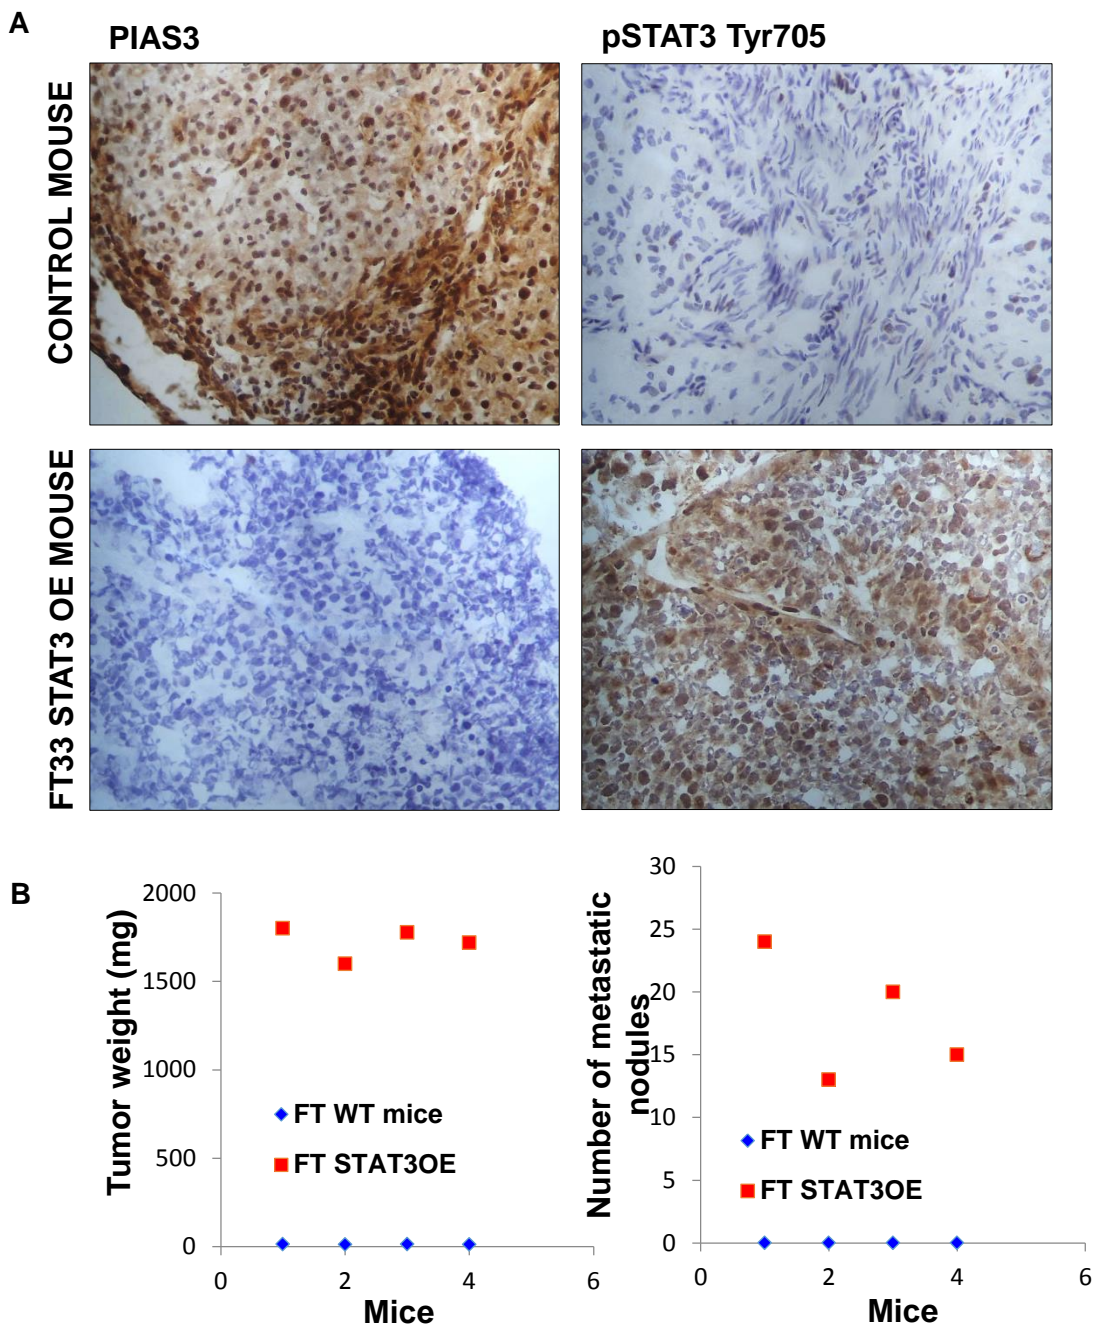 A
PIAS3
pSTAT3 Tyr705
CONTROL MOUSE
FT33 STAT3 OE MOUSE
B
Tumor weight (mg)
2000
1500
1000
500
0
0
2
4
6
Mice
FT WT mice
FT STAT3OE
Number of metastatic
nodules
30
25
20
15
10
5
0
0
2
4
6
Mice
FT WT mice
FT STAT3OE